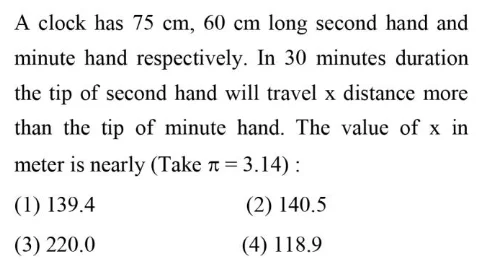 A clock has 75 cm, 60 cm long second hand and
minute hand respectively. In 30 minutes duration
the tip of second hand will travel x distance more
than the tip of minute hand. The value of x in
meter is nearly (Take π = 3.14) :
(1) 139.4 (2) 140.5
(3) 220.0 (4) 118.9